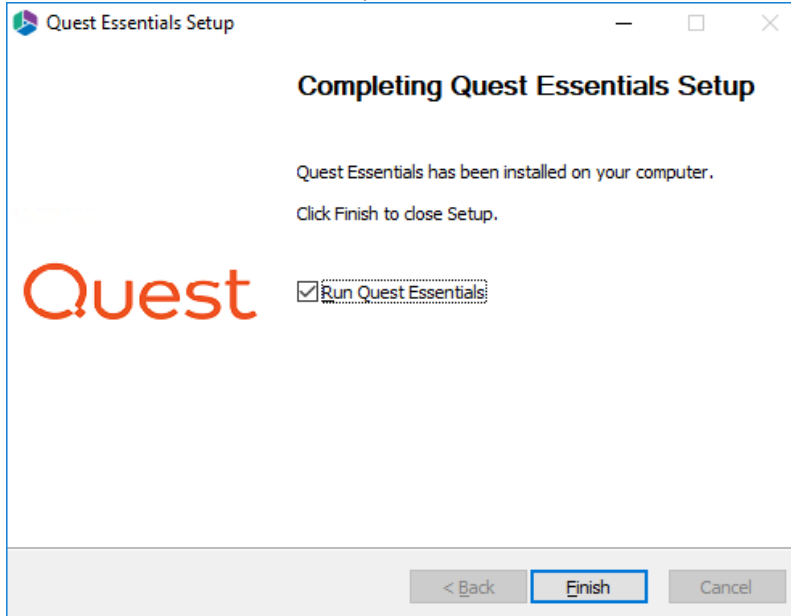 Quest Essentials Setup
Completing Quest Essentials Setup
Quest Essentials has been installed on your computer.
Click Finish to close Setup.
Quest
Run Quest Essentials
< Back
Finish
Cancel